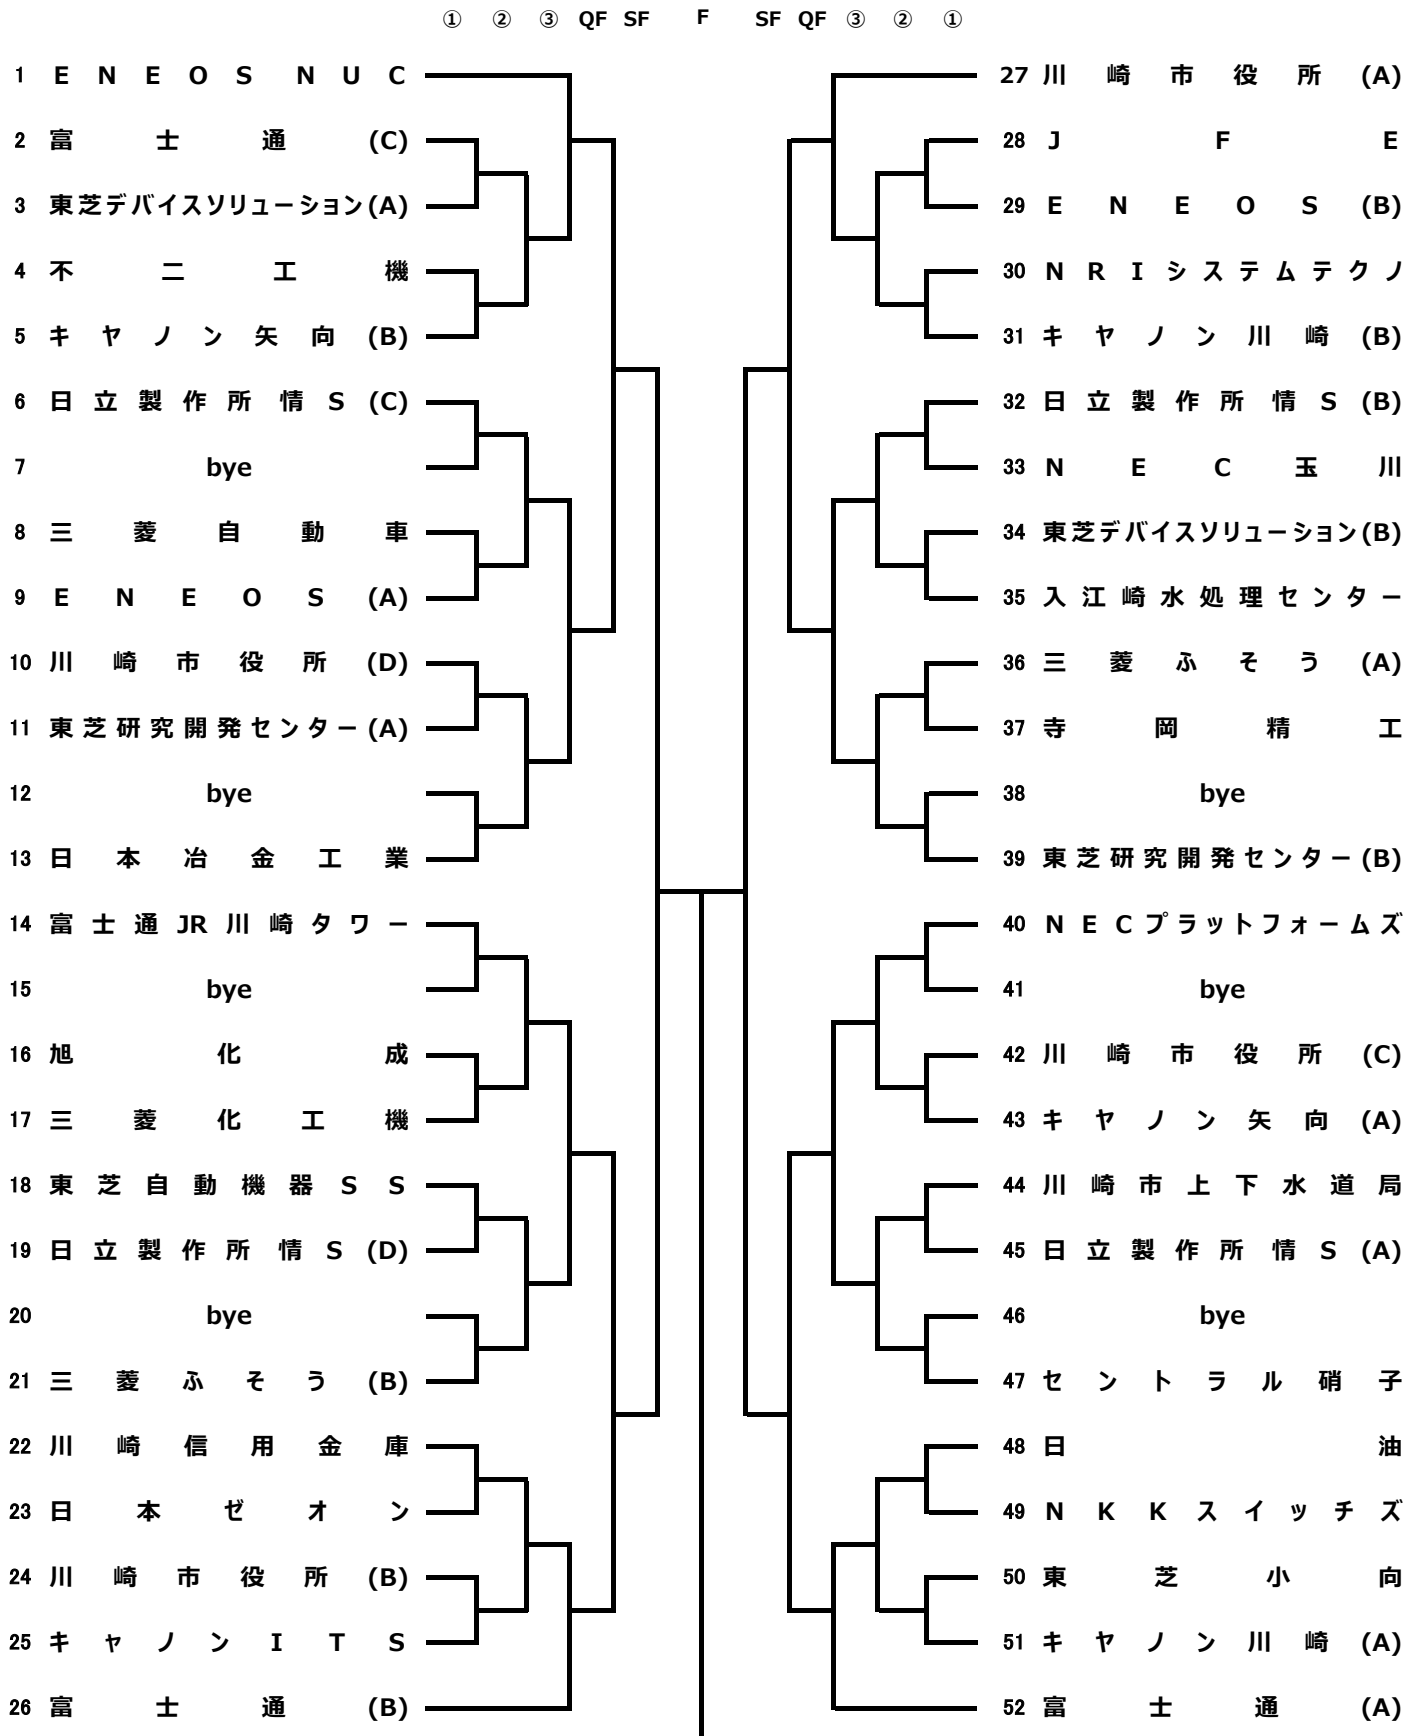 ① ② ③ QF SF F SF QF ③ ② ①
1 ENEOS NUC 27 川崎市役所(A)
2 富士通(C) 28 JFE
3 東芝デバイスソリューション(A) 29 ENEOS(B)
4 不二工機 30 NRIシステムテクノ
5 キヤノン矢向(B) 31 キヤノン川崎(B)
6 日立製作所情S(C) 32 日立製作所情S(B)
7 bye 33 NEC玉川
8 三菱自動車 34 東芝デバイスソリューション(B)
9 ENEOS(A) 35 入江崎水処理センター
10 川崎市役所(D) 36 三菱ふそう(A)
11 東芝研究開発センター(A) 37 寺岡精工
12 bye 38 bye
13 日本冶金工業 39 東芝研究開発センター(B)
14 富士通JR川崎タワー 40 NECプラットフォームズ
15 bye 41 bye
16 旭化成 42 川崎市役所(C)
17 三菱化工機 43 キヤノン矢向(A)
18 東芝自動機器SS 44 川崎市上下水道局
19 日立製作所情S(D) 45 日立製作所情S(A)
20 bye 46 bye
21 三菱ふそう(B) 47 セントラル硝子
22 川崎信用金庫 48 日油
23 日本ゼオン 49 NKKスイッチズ
24 川崎市役所(B) 50 東芝小向
25 キャノンITS 51 キヤノン川崎(A)
26 富士通(B) 52 富士通(A)